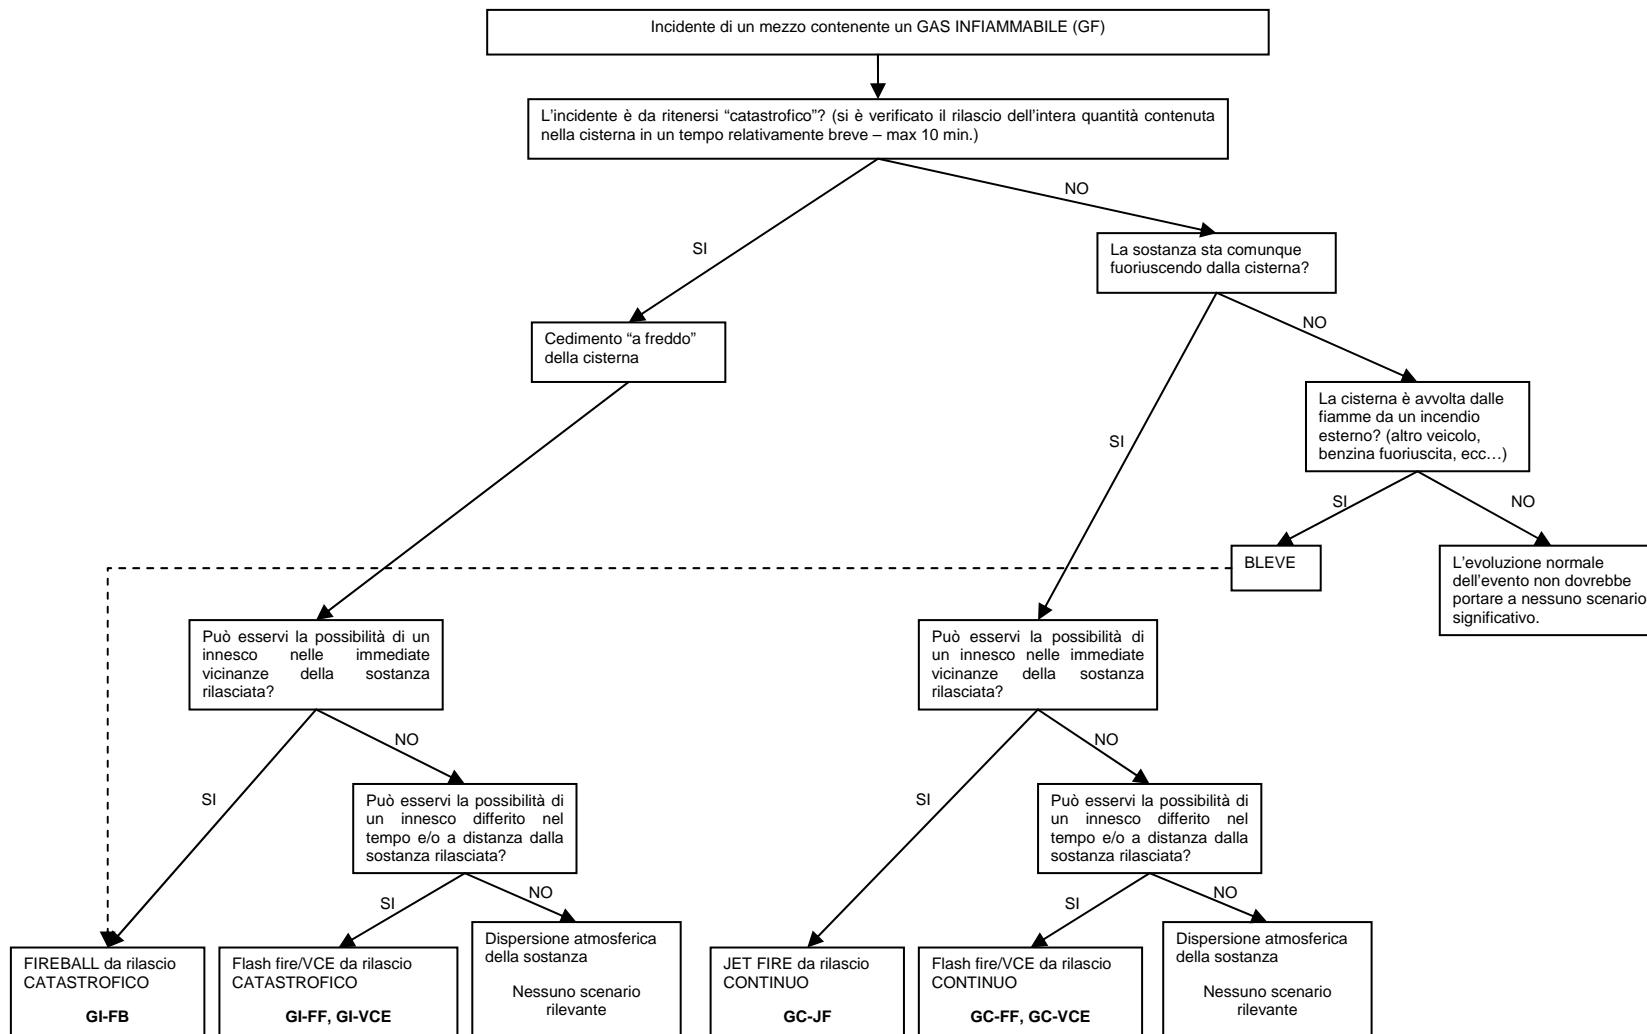 Incidente di un mezzo contenente un GAS INFIAMMABILE (GF)
L'incidente è da ritenersi “catastrofico”? (si è verificato il rilascio dell'intera quantità contenuta
nella cisterna in un tempo relativamente breve – max 10 min.)
NO
SI
La sostanza sta comunque
fuoriuscendo dalla cisterna?
Cedimento “a freddo”
della cisterna
NO
La cisterna è avvolta dalle
fiamme da un incendio
esterno? (altro veicolo,
benzina fuoriuscita, ecc…)
SI
SI
NO
BLEVE
L'evoluzione normale
dell'evento non dovrebbe
portare a nessuno scenario
significativo.
Può esservi la possibilità di un
innesco nelle immediate
vicinanze della sostanza
rilasciata?
Può esservi la possibilità di
un innesco nelle immediate
vicinanze della sostanza
rilasciata?
NO
NO
SI
SI
Può esservi la possibilità di
un innesco differito nel
tempo e/o a distanza dalla
sostanza rilasciata?
Può esservi la possibilità di
un innesco differito nel
tempo e/o a distanza dalla
sostanza rilasciata?
SI
NO
SI
NO
FIREBALL da rilascio
CATASTROFICO
GI-FB
Flash fire/VCE da rilascio
CATASTROFICO
GI-FF, GI-VCE
Dispersione atmosferica
della sostanza
Nessuno scenario
rilevante
JET FIRE da rilascio
CONTINUO
GC-JF
Flash fire/VCE da rilascio
CONTINUO
GC-FF, GC-VCE
Dispersione atmosferica
della sostanza
Nessuno scenario
rilevante